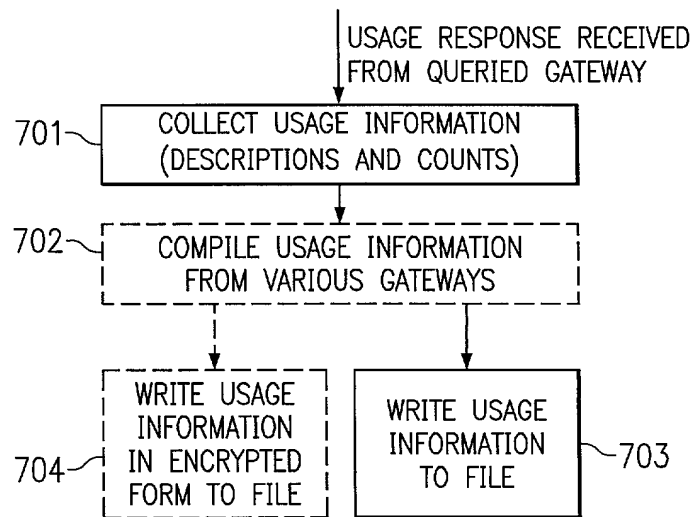 USAGE RESPONSE RECEIVED
FROM QUERIED GATEWAY
701
COLLECT USAGE INFORMATION
(DESCRIPTIONS AND COUNTS)
702
COMPILE USAGE INFORMATION
FROM VARIOUS GATEWAYS
704
WRITE USAGE
INFORMATION
IN ENCRYPTED
FORM TO FILE
WRITE USAGE
INFORMATION
TO FILE
703